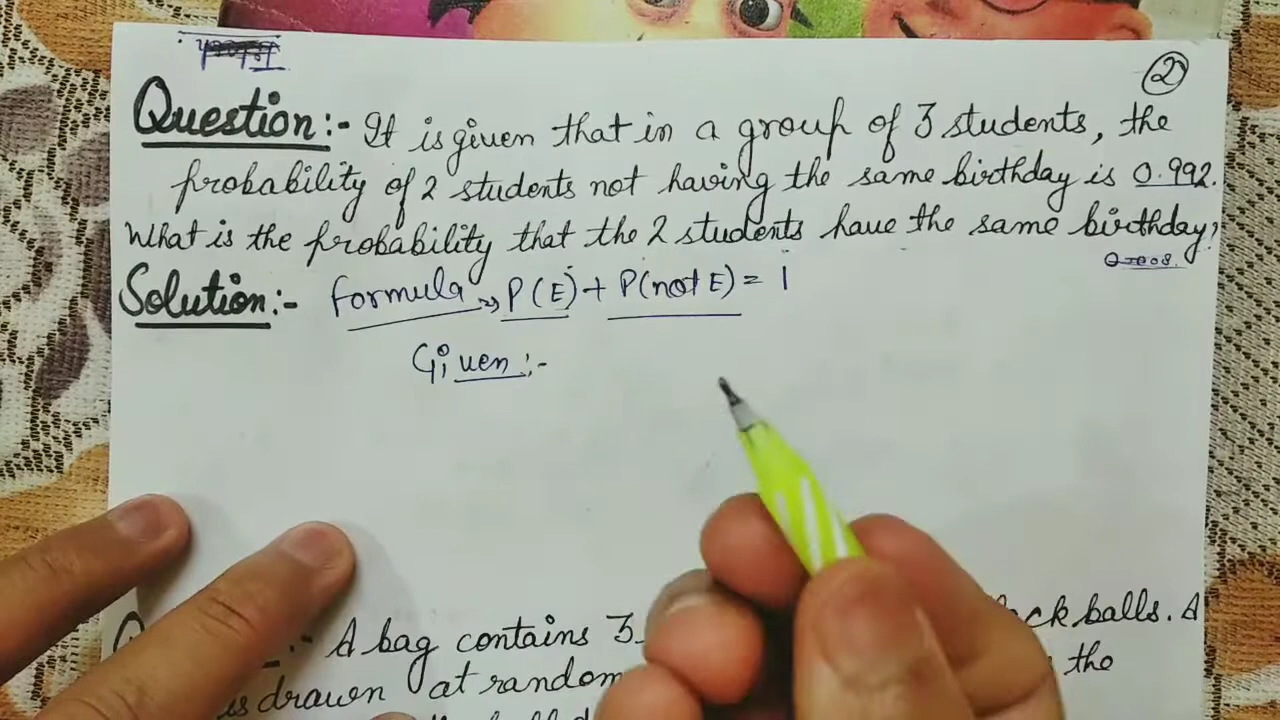 ②
Question:- It is given that in a group of 3 students, the
probability of 2 students not having the same birthday is 0.992.
What is the probability that the 2 students have the same birthday?
0.008.
Solution:- Formula → P(E) + P(not E) = 1
Given:-
:- A bag contains 3 ck balls. A
is drawn at random the